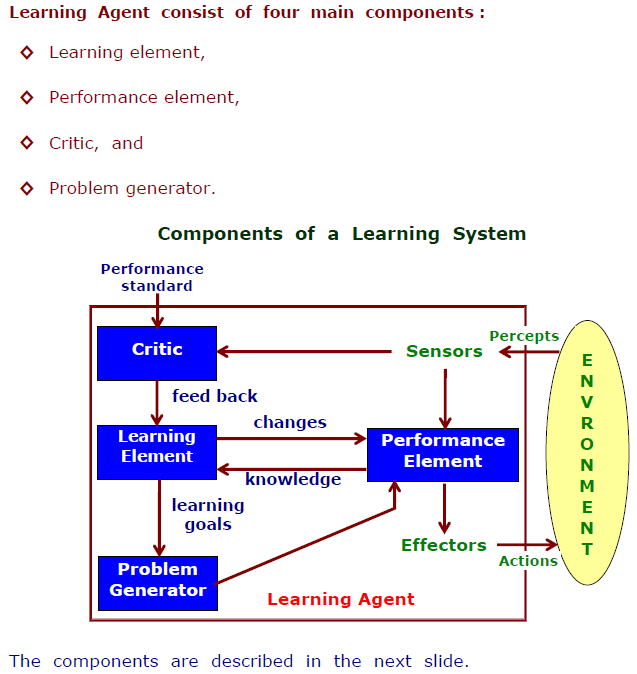 Learning Agent consist of four main components :
Learning element,
Performance element,
Critic, and
Problem generator.
Components of a Learning System
Performance
standard
Critic
Sensors
Percepts
feed back
changes
Learning
Element
Performance
Element
knowledge
learning
goals
Effectors
Actions
Problem
Generator
Learning Agent
E
N
V
R
O
N
M
E
N
T
The components are described in the next slide.